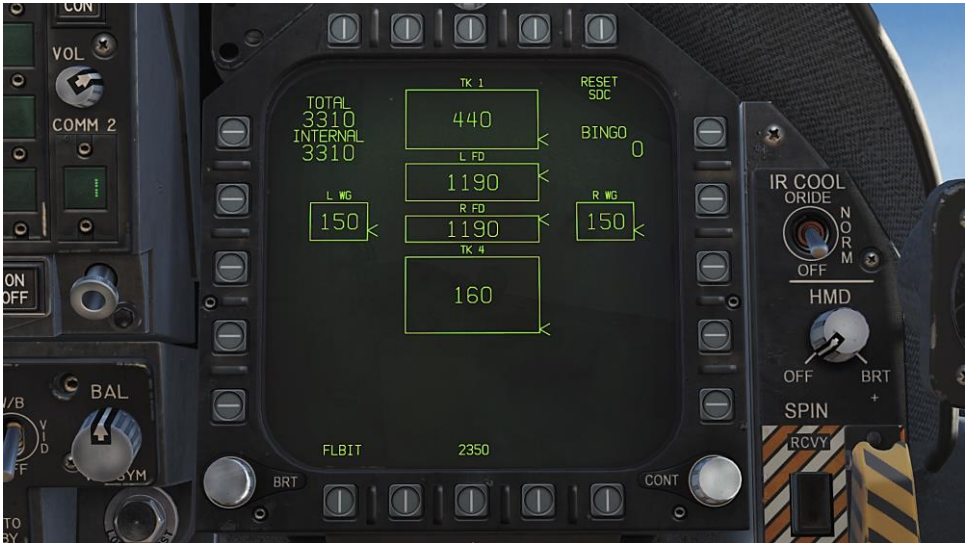 CON
VOL
COMM 2
ON
OFF
BAL
TOTAL
3310
INTERNAL
3310
TK 1
440
RESET
SDC
BINGO
0
L FD
1190
L WG
150
R FD
1190
R WG
150
TK 4
160
FLBIT
2350
BRT
CONT
IR COOL
ORIDE
NORM
OFF
HMD
OFF
BRT
SPIN
RCVY